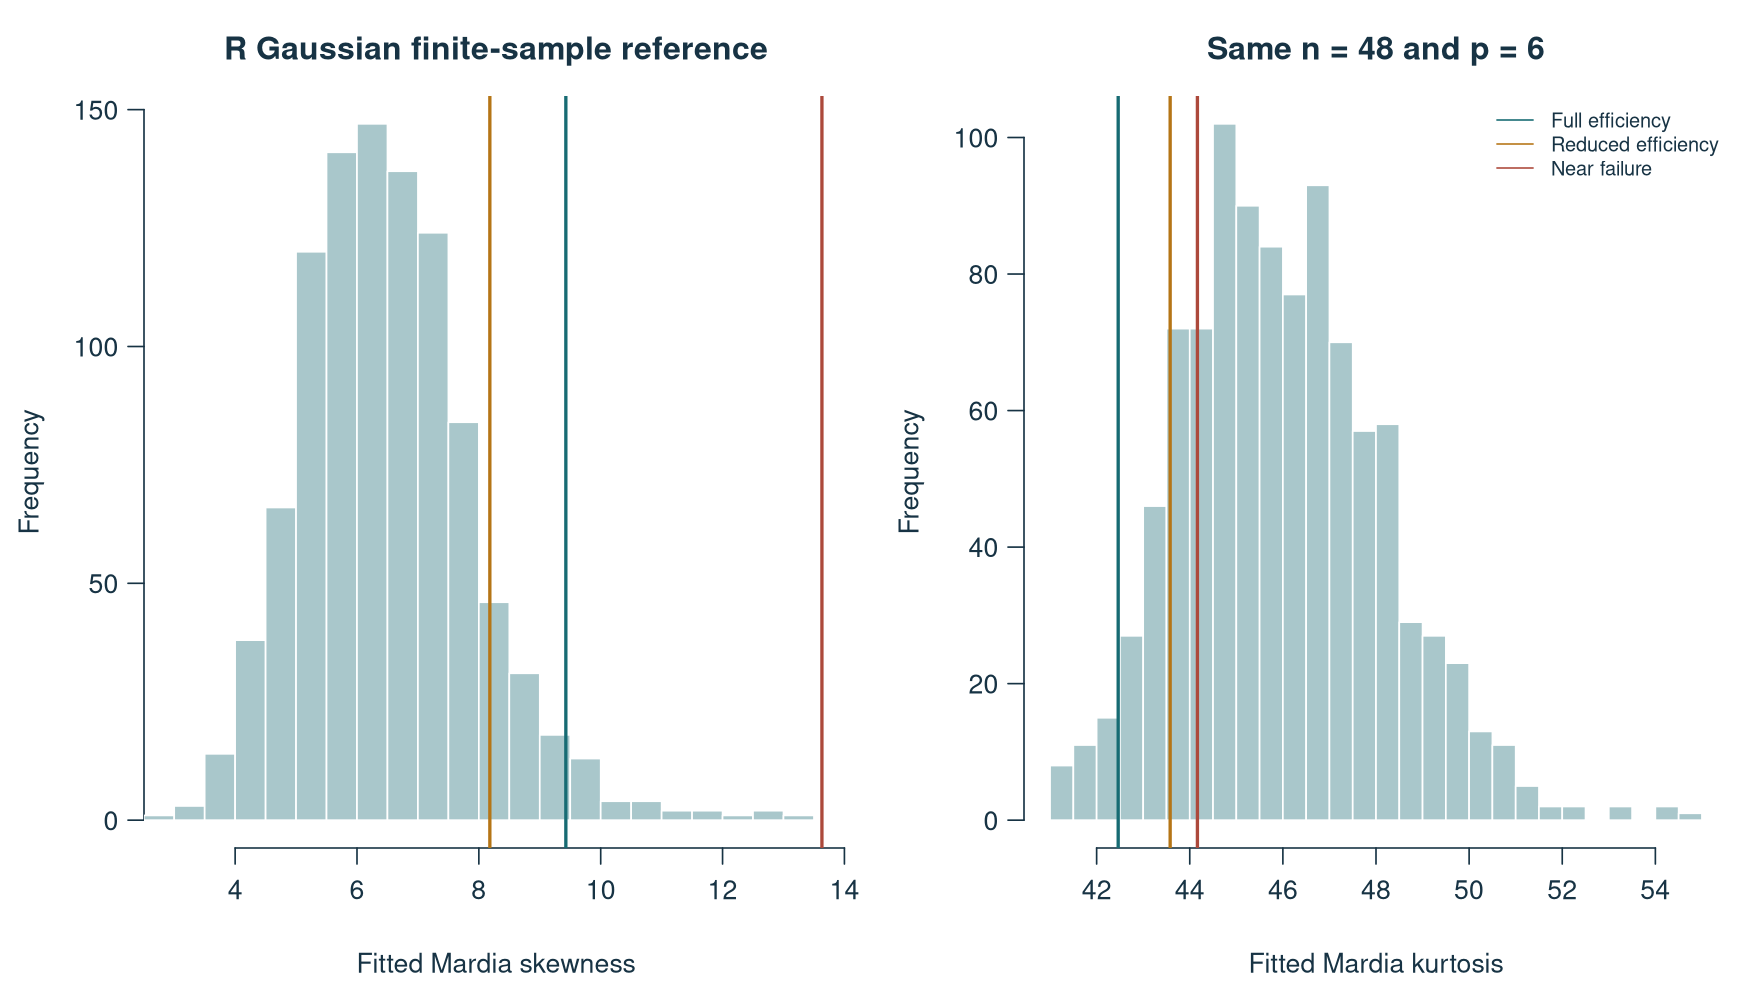 R Gaussian finite-sample reference
150
100
50
0
Frequency
4 6 8 10 12 14
Fitted Mardia skewness
Same n = 48 and p = 6
Full efficiency
Reduced efficiency
Near failure
100
80
60
40
20
0
Frequency
42 44 46 48 50 52 54
Fitted Mardia kurtosis